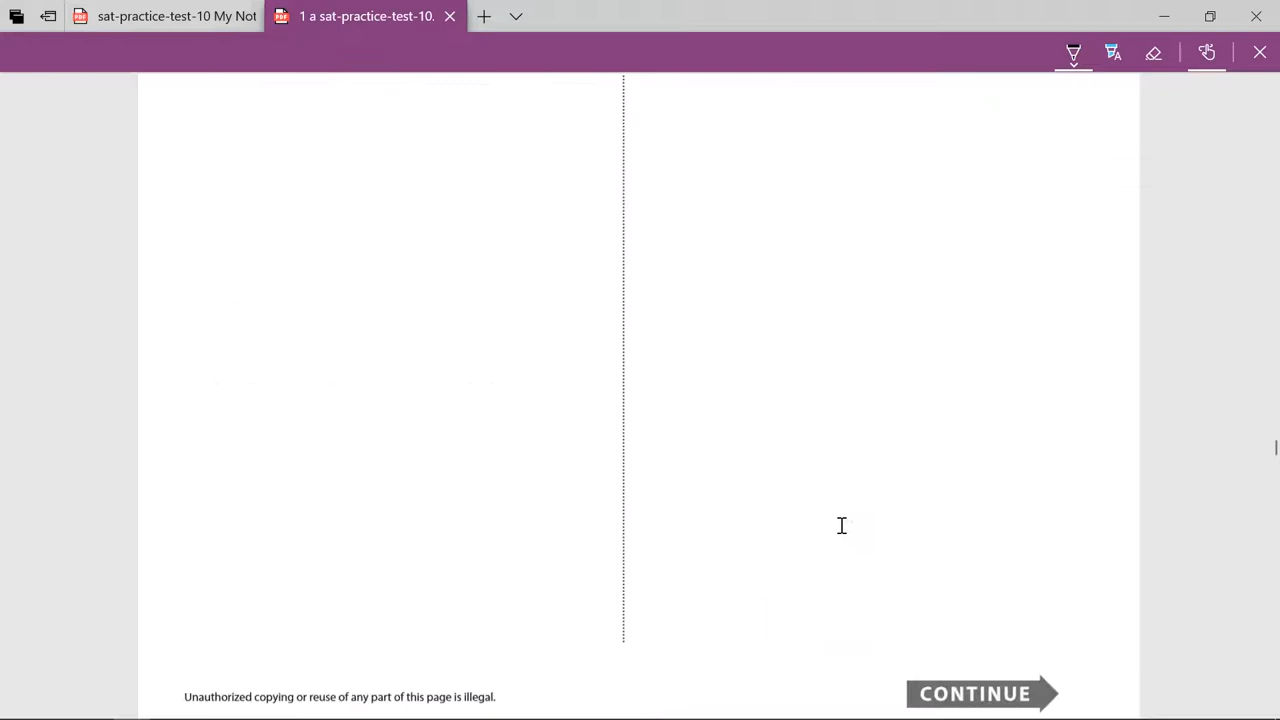 sat-practice-test-10 My Not
1 a sat-practice-test-10.
Unauthorized copying or reuse of any part of this page is illegal.
CONTINUE